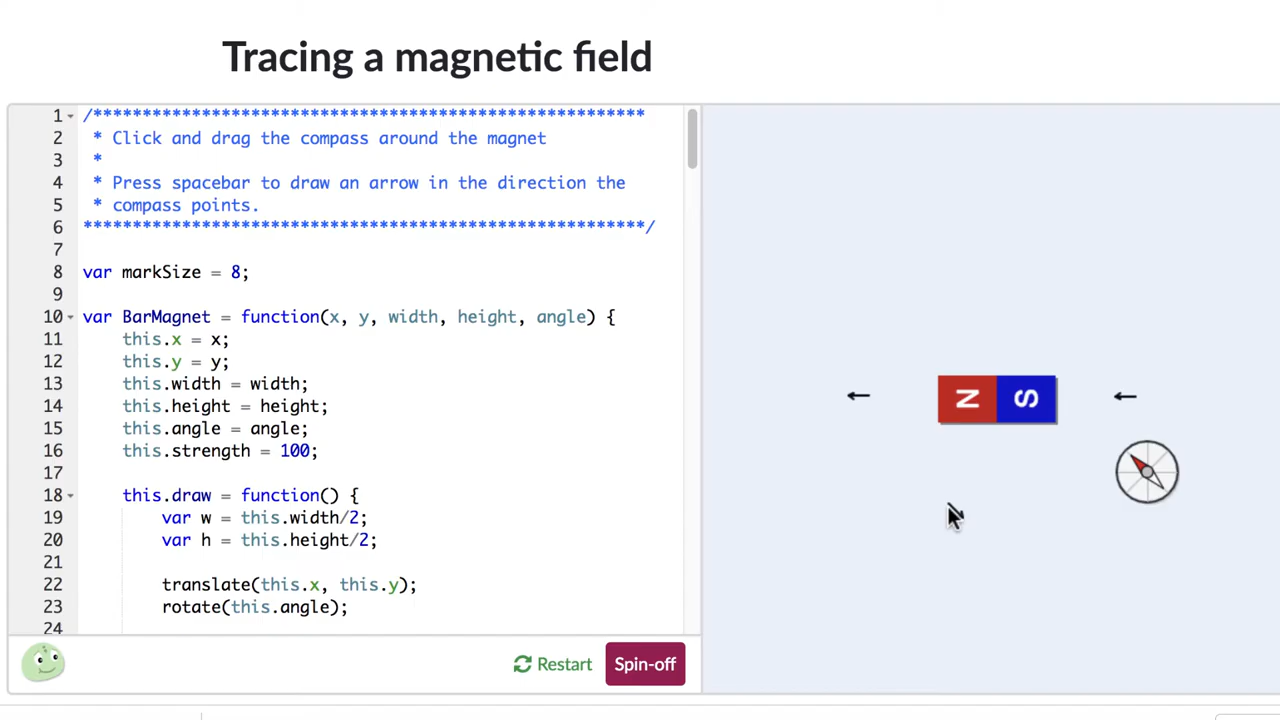 Tracing a magnetic field
1 /********************************************************
2 * Click and drag the compass around the magnet
3 *
4 * Press spacebar to draw an arrow in the direction the
5 * compass points.
6 **********************************************************/
7
8 var markSize = 8;
9
10 var BarMagnet = function(x, y, width, height, angle) {
11 this.x = x;
12 this.y = y;
13 this.width = width;
14 this.height = height;
15 this.angle = angle;
16 this.strength = 100;
17
18 this.draw = function() {
19 var w = this.width/2;
20 var h = this.height/2;
21
22 translate(this.x, this.y);
23 rotate(this.angle);
24
N S
Restart
Spin-off